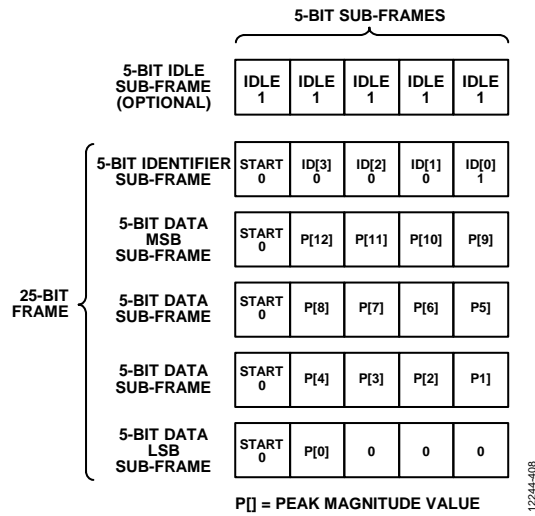 5-BIT SUB-FRAMES
5-BIT IDLE
SUB-FRAME
(OPTIONAL)
IDLE
1
IDLE
1
IDLE
1
IDLE
1
IDLE
1
25-BIT
FRAME
5-BIT IDENTIFIER
SUB-FRAME
START
0
ID[3]
0
ID[2]
0
ID[1]
0
ID[0]
1
5-BIT DATA
MSB
SUB-FRAME
START
0
P[12]
P[11]
P[10]
P[9]
5-BIT DATA
SUB-FRAME
START
0
P[8]
P[7]
P[6]
P5]
5-BIT DATA
SUB-FRAME
START
0
P[4]
P[3]
P[2]
P1]
5-BIT DATA
LSB
SUB-FRAME
START
0
P[0]
0
0
0
P[] = PEAK MAGNITUDE VALUE
12244-408